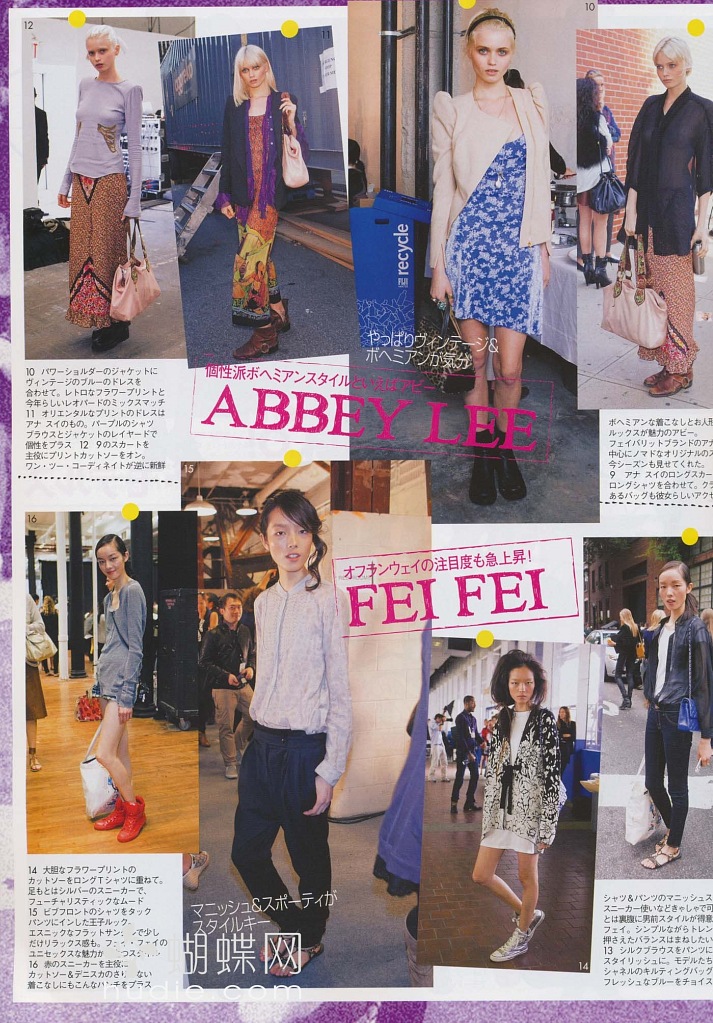 12
11
10
recycle
FIJI
やっぱりヴィンテージ&
ボヘミアンが気分
個性派ボヘミアンスタイルといえばアビー
ABBEY LEE
10 パワーショルダーのジャケットに
ヴィンテージのブルーのドレスを
合わせて。レトロなフラワープリントと
今年らしいレオパードのミックスマッチ
11 オリエンタルなプリントのドレスは
アナ スイのもの。パープルのシャツ
ブラウスとジャケットのレイヤードで
個性をプラス 12 9のスカートを
主役にプリントカットソーをオン。
ワン・ツー・コーディネイトが逆に新鮮
ボヘミアンな着こなしとお人形
ルックスが魅力のアビー。
フェイバリットブランドのアナ
中心にノマドなオリジナルのス
今シーズンも見せてくれた。
9 アナ スイのロングスカー
ロングシャツを合わせて。クラ
あるバッグも彼女らしいアクセ
16
15
オフランウェイの注目度も急上昇!
FEI FEI
マニッシュ&スポーティが
スタイルキー
14
14 大胆なフラワープリントの
カットソーをロングTシャツに重ねて。
足もとはシルバーのスニーカーで、
フューチャリスティックなムード
15 ビブフロントのシャツをタック
パンツにインした王子ルック。
エスニックなフラットサンダルで少し
だけリラックス感も。フェイ・フェイの
ユニセックスな魅力が
16 赤のスニーカーを主役に
カットソー&デニスカのさり ない
着こなしにもこんなバッグをプラス
シャツ&パンツのマニッシュス
スニーカー使いなどきゃしゃで可
とは裏腹に男前スタイルが得意
フェイ。シンプルながらトレン
押さえたバランスはまねしたい
13 シルクブラウスをパンツに
スタイリッシュに。モデルたち
シャネルのキルティングバッグ
フレッシュなブルーをチョイス
蝴蝶网